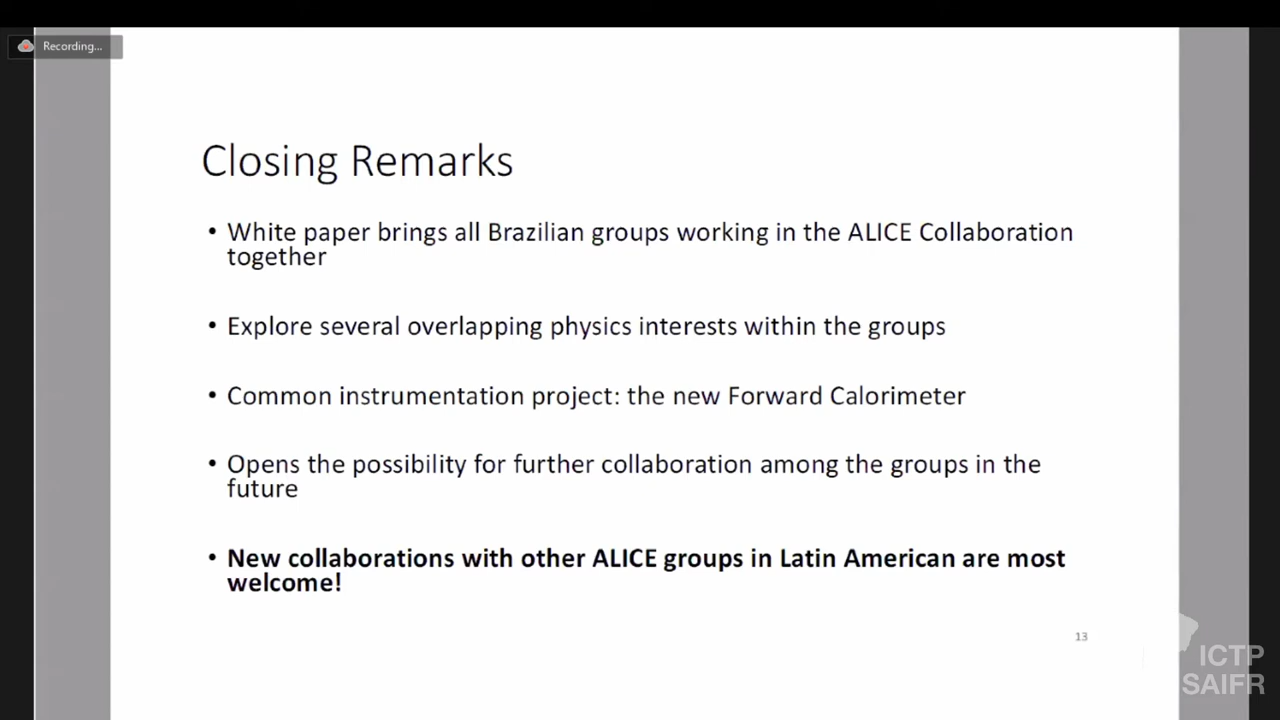 Recording...
Closing Remarks
• White paper brings all Brazilian groups working in the ALICE Collaboration
together
• Explore several overlapping physics interests within the groups
• Common instrumentation project: the new Forward Calorimeter
• Opens the possibility for further collaboration among the groups in the
future
• New collaborations with other ALICE groups in Latin American are most
welcome!
13
ICTP
SAIFR